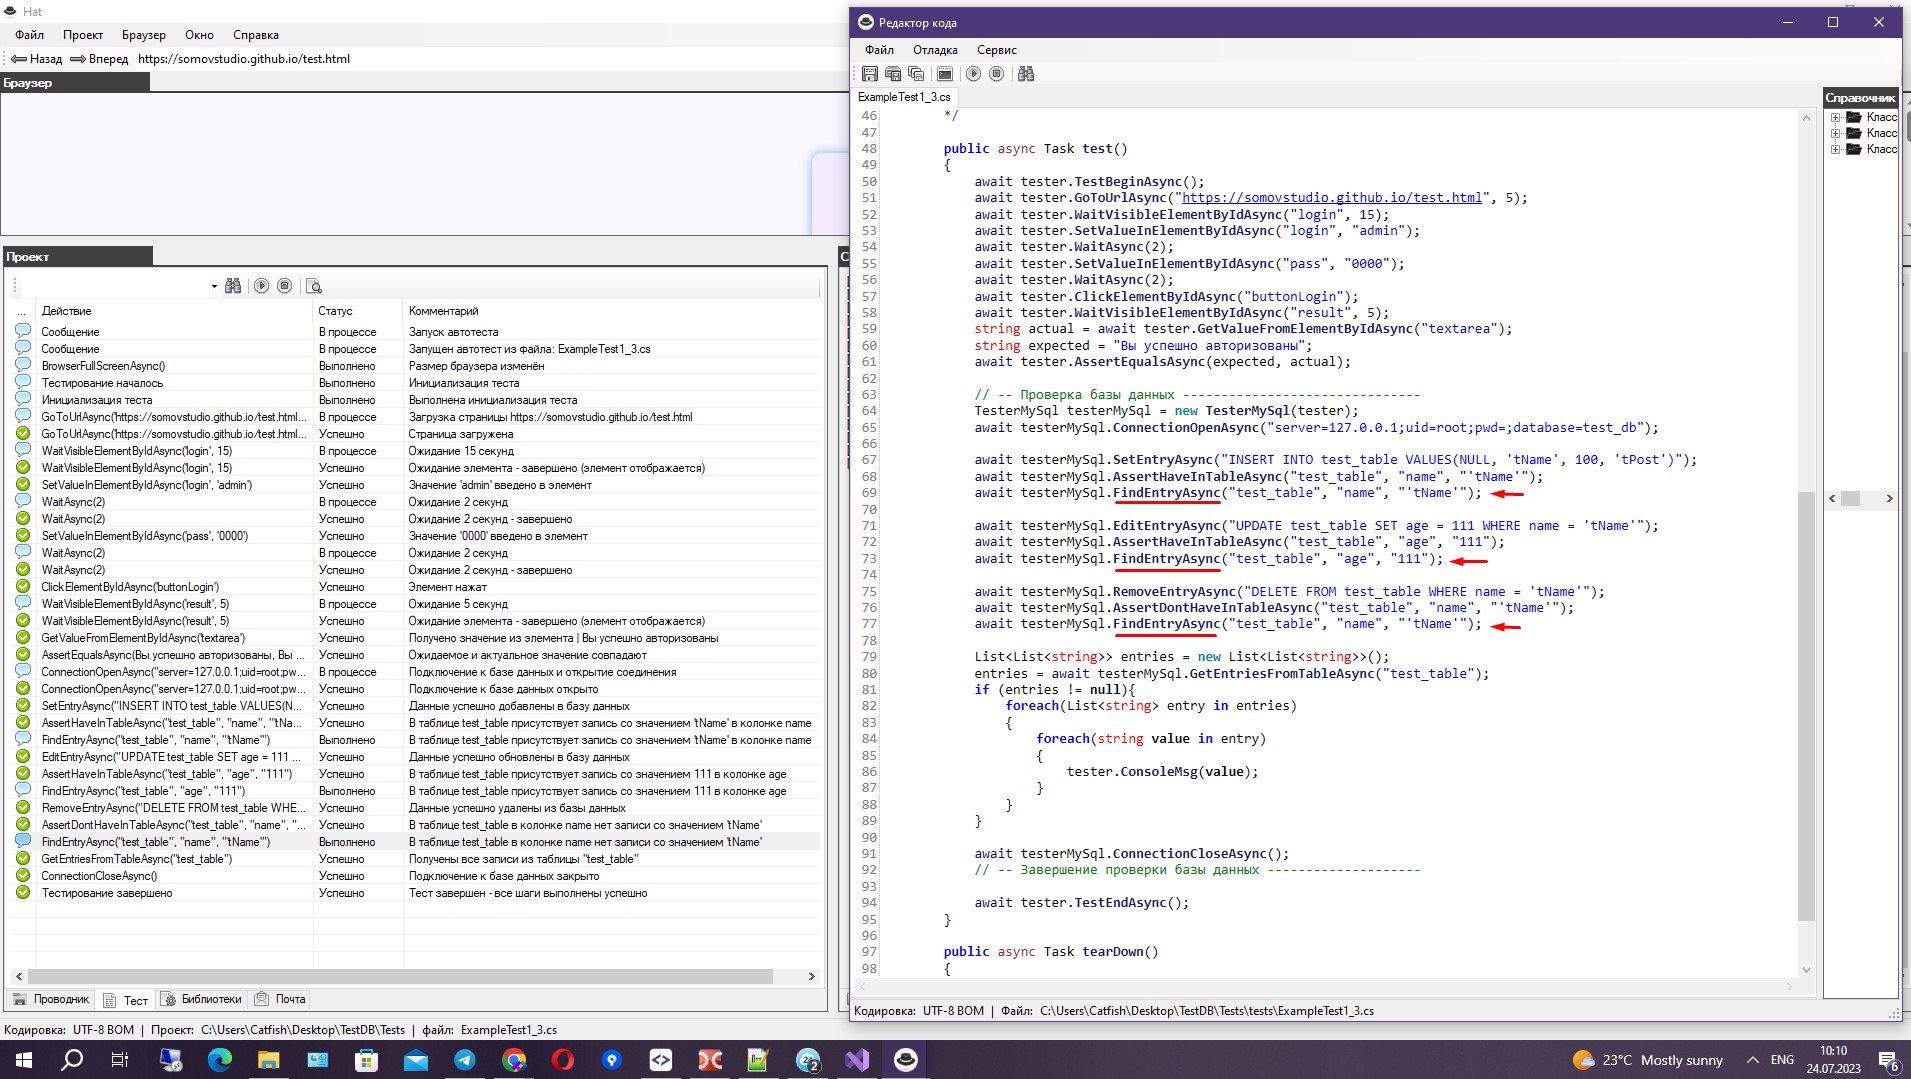 Hat
Файл Проект Браузер Окно Справка
Назад Вперед https://somovstudio.github.io/test.html
Браузер
Проект
... Действие Статус Комментарий
Сообщение В процессе Запуск автотеста
Сообщение В процессе Запущен автотест из файла: ExampleTest1_3.cs
BrowserFullScreenAsync() Выполнено Размер браузера изменён
Тестирование началось Выполнено Инициализация теста
Инициализация теста Выполнено Выполнена инициализация теста
GoToUrlAsync('https://somovstudio.github.io/test.html... В процессе Загрузка страницы https://somovstudio.github.io/test.html
GoToUrlAsync('https://somovstudio.github.io/test.html... Успешно Страница загружена
WaitVisibleElementByIdAsync('login', 15) В процессе Ожидание 15 секунд
WaitVisibleElementByIdAsync('login', 15) Успешно Ожидание элемента - завершено (элемент отображается)
SetValueInElementByIdAsync('login', 'admin') Успешно Значение 'admin' введено в элемент
WaitAsync(2) В процессе Ожидание 2 секунд
WaitAsync(2) Успешно Ожидание 2 секунд - завершено
SetValueInElementByIdAsync('pass', '0000') Успешно Значение '0000' введено в элемент
WaitAsync(2) В процессе Ожидание 2 секунд
WaitAsync(2) Успешно Ожидание 2 секунд - завершено
ClickElementByIdAsync('buttonLogin') Успешно Элемент нажат
WaitVisibleElementByIdAsync('result', 5) В процессе Ожидание 5 секунд
WaitVisibleElementByIdAsync('result', 5) Успешно Ожидание элемента - завершено (элемент отображается)
GetValueFromElementByIdAsync('textarea') Успешно Получено значение из элемента | Вы успешно авторизованы
AssertEqualsAsync(Вы успешно авторизованы, Вы ... Успешно Ожидаемое и актуальное значение совпадают
ConnectionOpenAsync("server=127.0.0.1;uid=root;pw... В процессе Подключение к базе данных и открытие соединения
ConnectionOpenAsync("server=127.0.0.1;uid=root;pw... Успешно Подключение к базе данных открыто
SetEntryAsync("INSERT INTO test_table VALUES(N... Успешно Данные успешно добавлены в базу данных
AssertHaveInTableAsync("test_table", "name", "'tNa... Успешно В таблице test_table присутствует запись со значением 'tName' в колонке name
FindEntryAsync("test_table", "name", "'tName'") Выполнено В таблице test_table присутствует запись со значением 'tName' в колонке name
EditEntryAsync("UPDATE test_table SET age = 111 ... Успешно Данные успешно обновлены в базу данных
AssertHaveInTableAsync("test_table", "age", "111") Успешно В таблице test_table присутствует запись со значением 111 в колонке age
FindEntryAsync("test_table", "age", "111") Выполнено В таблице test_table присутствует запись со значением 111 в колонке age
RemoveEntryAsync("DELETE FROM test_table WHE... Успешно Данные успешно удалены из базы данных
AssertDontHaveInTableAsync("test_table", "name", "... Успешно В таблице test_table в колонке name нет записи со значением 'tName'
FindEntryAsync("test_table", "name", "'tName'") Выполнено В таблице test_table в колонке name нет записи со значением 'tName'
GetEntriesFromTableAsync("test_table") Успешно Получены все записи из таблицы "test_table"
ConnectionCloseAsync() Успешно Подключение к базе данных закрыто
Тестирование завершено Успешно Тест завершен - все шаги выполнены успешно
Проводник Тест Библиотеки Почта
Кодировка: UTF-8 BOM | Проект: C:\Users\Catfish\Desktop\TestDB\Tests | файл: ExampleTest1_3.cs
Редактор кода
Файл Отладка Сервис
ExampleTest1_3.cs
46 */
47
48 public async Task test()
49 {
50 await tester.TestBeginAsync();
51 await tester.GoToUrlAsync("https://somovstudio.github.io/test.html", 5);
52 await tester.WaitVisibleElementByIdAsync("login", 15);
53 await tester.SetValueInElementByIdAsync("login", "admin");
54 await tester.WaitAsync(2);
55 await tester.SetValueInElementByIdAsync("pass", "0000");
56 await tester.WaitAsync(2);
57 await tester.ClickElementByIdAsync("buttonLogin");
58 await tester.WaitVisibleElementByIdAsync("result", 5);
59 string actual = await tester.GetValueFromElementByIdAsync("textarea");
60 string expected = "Вы успешно авторизованы";
61 await tester.AssertEqualsAsync(expected, actual);
62
63 // -- Проверка базы данных -------------------------------
64 TesterMySql testerMySql = new TesterMySql(tester);
65 await testerMySql.ConnectionOpenAsync("server=127.0.0.1;uid=root;pwd=;database=test_db");
66
67 await testerMySql.SetEntryAsync("INSERT INTO test_table VALUES(NULL, 'tName', 100, 'tPost')");
68 await testerMySql.AssertHaveInTableAsync("test_table", "name", "'tName'");
69 await testerMySql.FindEntryAsync("test_table", "name", "'tName'");
70
71 await testerMySql.EditEntryAsync("UPDATE test_table SET age = 111 WHERE name = 'tName'");
72 await testerMySql.AssertHaveInTableAsync("test_table", "age", "111");
73 await testerMySql.FindEntryAsync("test_table", "age", "111");
74
75 await testerMySql.RemoveEntryAsync("DELETE FROM test_table WHERE name = 'tName'");
76 await testerMySql.AssertDontHaveInTableAsync("test_table", "name", "'tName'");
77 await testerMySql.FindEntryAsync("test_table", "name", "'tName'");
78
79 List<List<string>> entries = new List<List<string>>();
80 entries = await testerMySql.GetEntriesFromTableAsync("test_table");
81 if (entries != null){
82 foreach(List<string> entry in entries)
83 {
84 foreach(string value in entry)
85 {
86 tester.ConsoleMsg(value);
87 }
88 }
89 }
90
91 await testerMySql.ConnectionCloseAsync();
92 // -- Завершение проверки базы данных --------------------
93
94 await tester.TestEndAsync();
95 }
96
97 public async Task tearDown()
98 {
Справочник
Класс
Класс
Класс
Кодировка: UTF-8 BOM | Файл: C:\Users\Catfish\Desktop\TestDB\Tests\tests\ExampleTest1_3.cs
23°C Mostly sunny ENG 10:10
24.07.2023
6